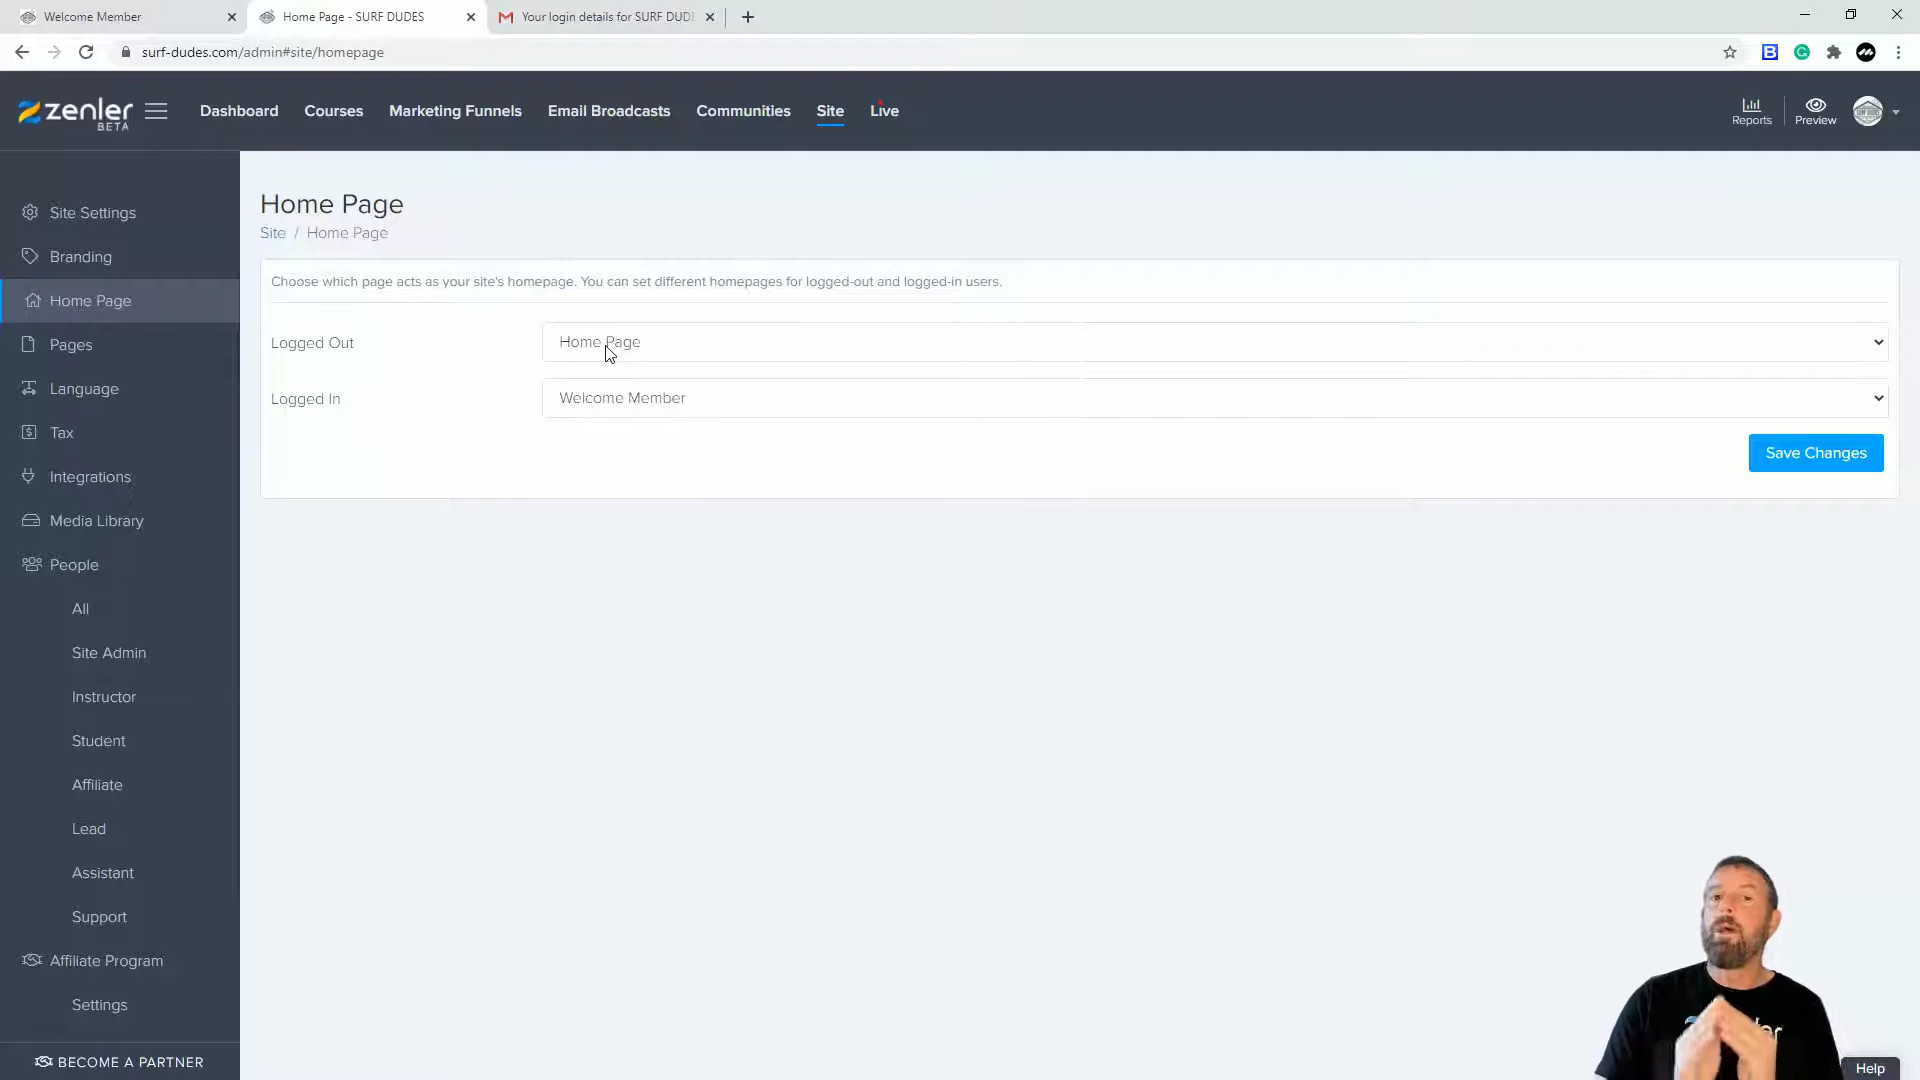 Welcome Member
Home Page - SURF DUDES
Your login details for SURF DUD
surf-dudes.com/admin#site/homepage
zenler
BETA
Dashboard
Courses
Marketing Funnels
Email Broadcasts
Communities
Site
Live
Reports
Preview
Site Settings
Branding
Home Page
Pages
Language
Tax
Integrations
Media Library
People
All
Site Admin
Instructor
Student
Affiliate
Lead
Assistant
Support
Affiliate Program
Settings
BECOME A PARTNER
Home Page
Site / Home Page
Choose which page acts as your site's homepage. You can set different homepages for logged-out and logged-in users.
Logged Out
Home Page
Logged In
Welcome Member
Save Changes
Help